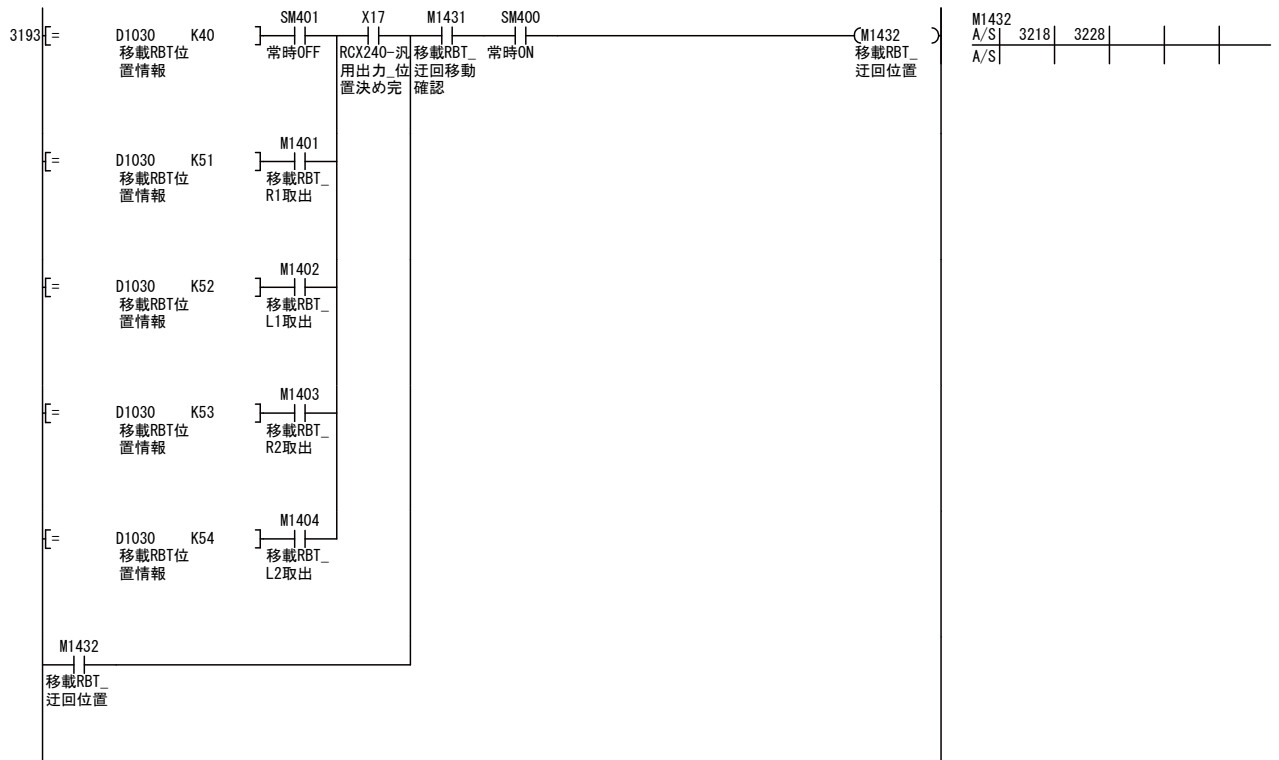 SM401 X17 M1431 SM400 M1432
3193 [= D1030 K40 ] (M1432 ) A/S 3218 3228
移載RBT位 常時OFF RCX240-汎 移載RBT_ 常時ON 移載RBT_ A/S
置情報 用出力_位 迂回移動 迂回位置
置決め完 確認
M1401
[= D1030 K51 ]
移載RBT位 移載RBT_
置情報 R1取出
M1402
[= D1030 K52 ]
移載RBT位 移載RBT_
置情報 L1取出
M1403
[= D1030 K53 ]
移載RBT位 移載RBT_
置情報 R2取出
M1404
[= D1030 K54 ]
移載RBT位 移載RBT_
置情報 L2取出
M1432
移載RBT_
迂回位置